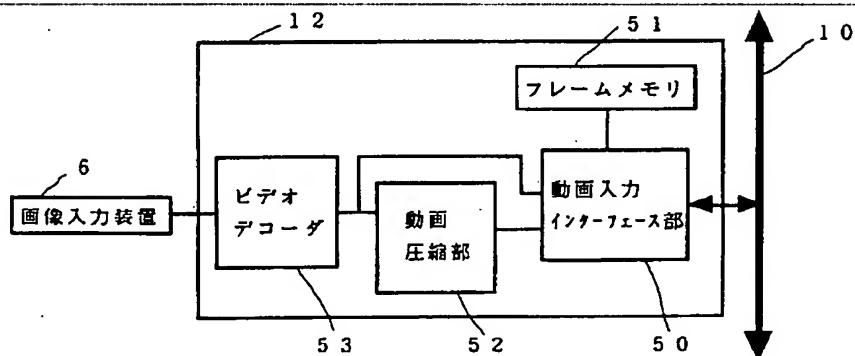 １２
５１
１０
フレームメモリ
６
画像入力装置
ビデオ
デコーダ
動画
圧縮部
動画入力
インターフェース部
５３
５２
５０